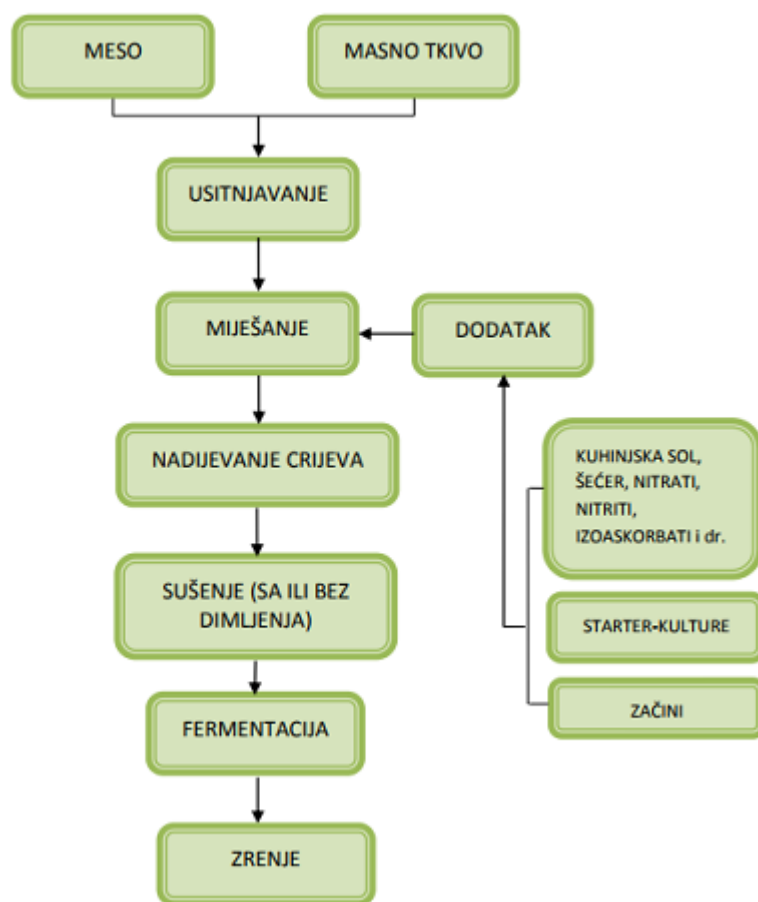 MESO
MASNO TKIVO
USITNJAVANJE
MIJEŠANJE
DODATAK
NADIJEVANJE CRIJEVA
KUHINJSKA SOL,
ŠEĆER, NITRATI,
NITRITI,
IZOASKORBATI i dr.
SUŠENJE (SA ILI BEZ
DIMLJENJA)
STARTER-KULTURE
FERMENTACIJA
ZAČINI
ZRENJE